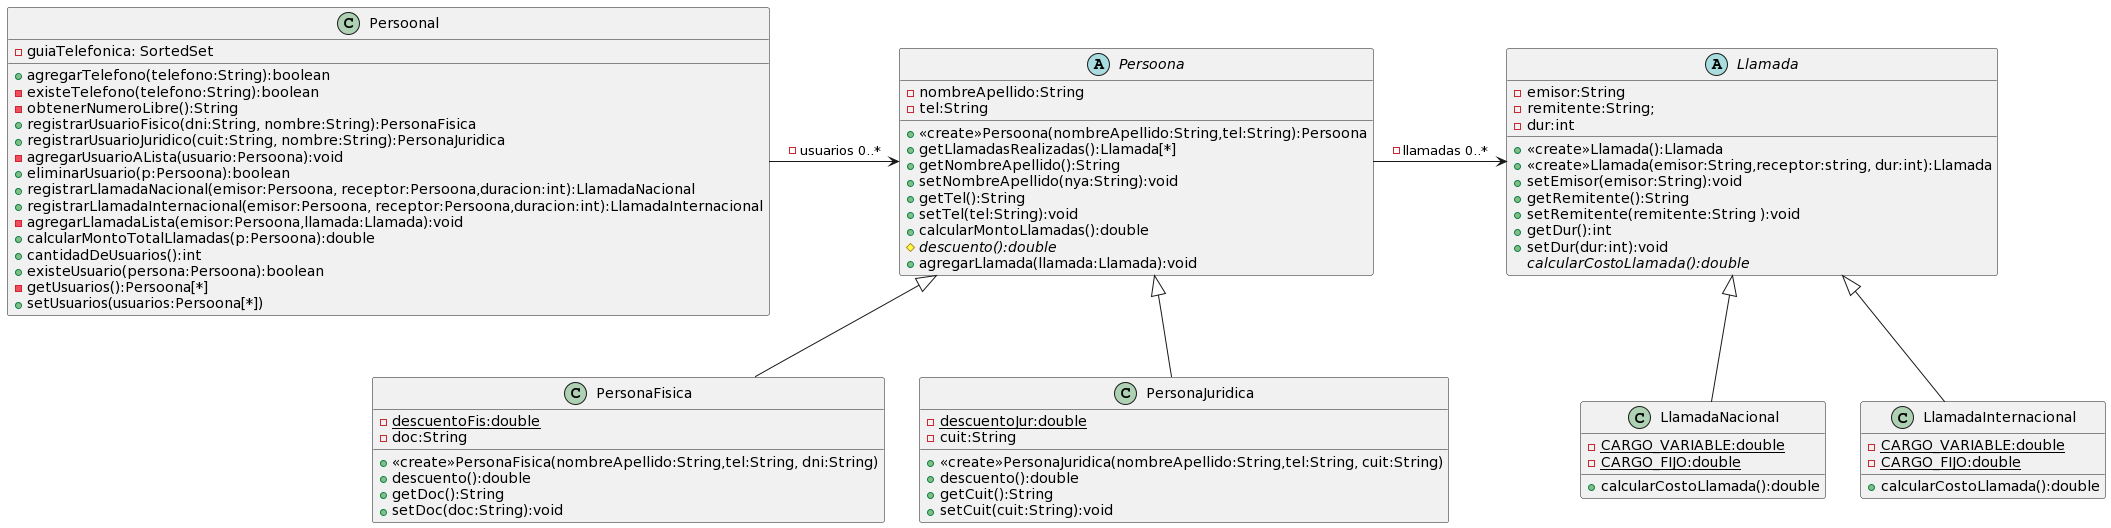 C Persoonal
guiaTelefonica: SortedSet
agregarTelefono(telefono:String):boolean
existeTelefono(telefono:String):boolean
obtenerNumeroLibre():String
registrarUsuarioFisico(dni:String, nombre:String):PersonaFisica
registrarUsuarioJuridico(cuit:String, nombre:String):PersonaJuridica
agregarUsuarioALista(usuario:Persoona):void
eliminarUsuario(p:Persoona):boolean
registrarLlamadaNacional(emisor:Persoona, receptor:Persoona,duracion:int):LlamadaNacional
registrarLlamadaInternacional(emisor:Persoona, receptor:Persoona,duracion:int):LlamadaInternacional
agregarLlamadaLista(emisor:Persoona,llamada:Llamada):void
calcularMontoTotalLlamadas(p:Persoona):double
cantidadDeUsuarios():int
existeUsuario(persona:Persoona):boolean
getUsuarios():Persoona[*]
setUsuarios(usuarios:Persoona[*])
usuarios 0..*
A Persoona
nombreApellido:String
tel:String
«create»Persoona(nombreApellido:String,tel:String):Persoona
getLlamadasRealizadas():Llamada[*]
getNombreApellido():String
setNombreApellido(nya:String):void
getTel():String
setTel(tel:String):void
calcularMontoLlamadas():double
descuento():double
agregarLlamada(llamada:Llamada):void
llamadas 0..*
A Llamada
emisor:String
remitente:String;
dur:int
«create»Llamada():Llamada
«create»Llamada(emisor:String,receptor:string, dur:int):Llamada
setEmisor(emisor:String):void
getRemitente():String
setRemitente(remitente:String ):void
getDur():int
setDur(dur:int):void
calcularCostoLlamada():double
C PersonaFisica
descuentoFis:double
doc:String
«create»PersonaFisica(nombreApellido:String,tel:String, dni:String)
descuento():double
getDoc():String
setDoc(doc:String):void
C PersonaJuridica
descuentoJur:double
cuit:String
«create»PersonaJuridica(nombreApellido:String,tel:String, cuit:String)
descuento():double
getCuit():String
setCuit(cuit:String):void
C LlamadaNacional
CARGO_VARIABLE:double
CARGO_FIJO:double
calcularCostoLlamada():double
C LlamadaInternacional
CARGO_VARIABLE:double
CARGO_FIJO:double
calcularCostoLlamada():double